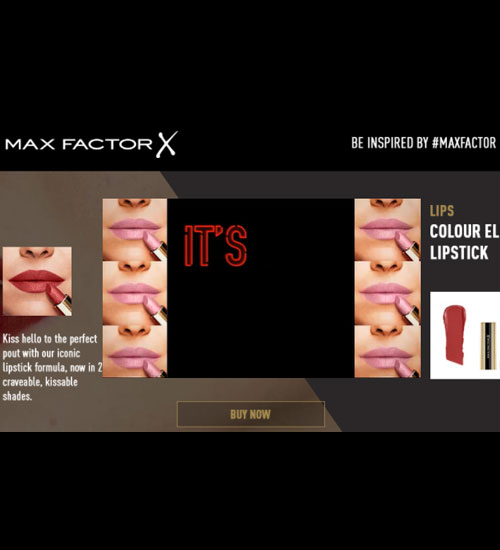 MAX FACTOR X
BE INSPIRED BY #MAXFACTOR
IT'S
LIPS
COLOUR EL
LIPSTICK
Kiss hello to the perfect
pout with our iconic
lipstick formula, now in 2
craveable, kissable
shades.
BUY NOW